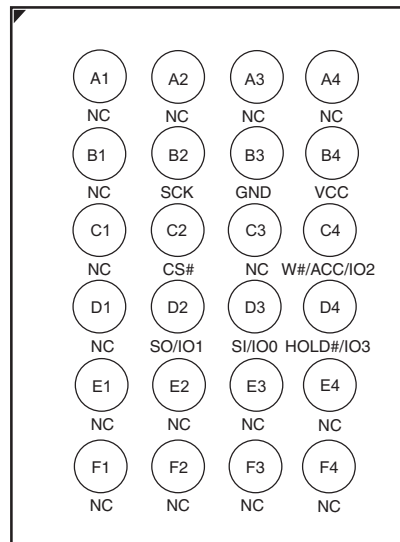 A1 A2 A3 A4
NC NC NC NC
B1 B2 B3 B4
NC SCK GND VCC
C1 C2 C3 C4
NC CS# NC W#/ACC/IO2
D1 D2 D3 D4
NC SO/IO1 SI/IO0 HOLD#/IO3
E1 E2 E3 E4
NC NC NC NC
F1 F2 F3 F4
NC NC NC NC